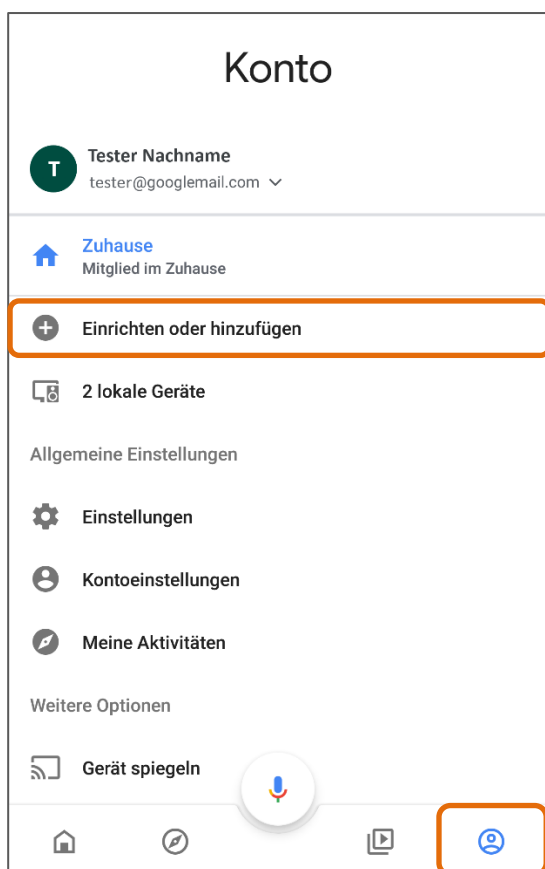 Konto
T
Tester Nachname
tester@googlemail.com
Zuhause
Mitglied im Zuhause
Einrichten oder hinzufügen
2 lokale Geräte
Allgemeine Einstellungen
Einstellungen
Kontoeinstellungen
Meine Aktivitäten
Weitere Optionen
Gerät spiegeln